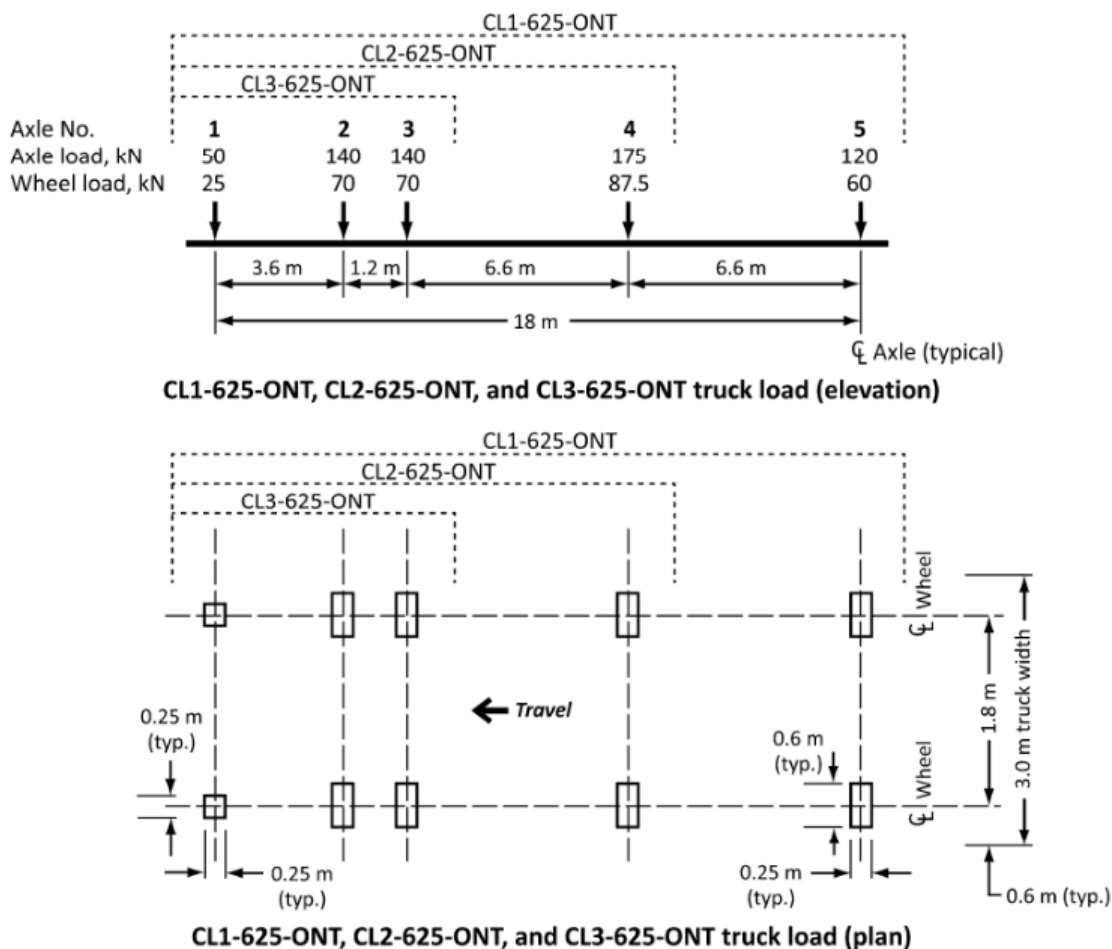 CL1-625-ONT
CL2-625-ONT
CL3-625-ONT
Axle No. 1 2 3 4 5
Axle load, kN 50 140 140 175 120
Wheel load, kN 25 70 70 87.5 60
3.6 m 1.2 m 6.6 m 6.6 m
18 m
℄ Axle (typical)
CL1-625-ONT, CL2-625-ONT, and CL3-625-ONT truck load (elevation)
CL1-625-ONT
CL2-625-ONT
CL3-625-ONT
℄ Wheel
Travel
0.25 m
(typ.)
0.6 m
(typ.)
1.8 m
3.0 m truck width
℄ Wheel
0.25 m
(typ.)
0.25 m
(typ.)
0.6 m (typ.)
CL1-625-ONT, CL2-625-ONT, and CL3-625-ONT truck load (plan)